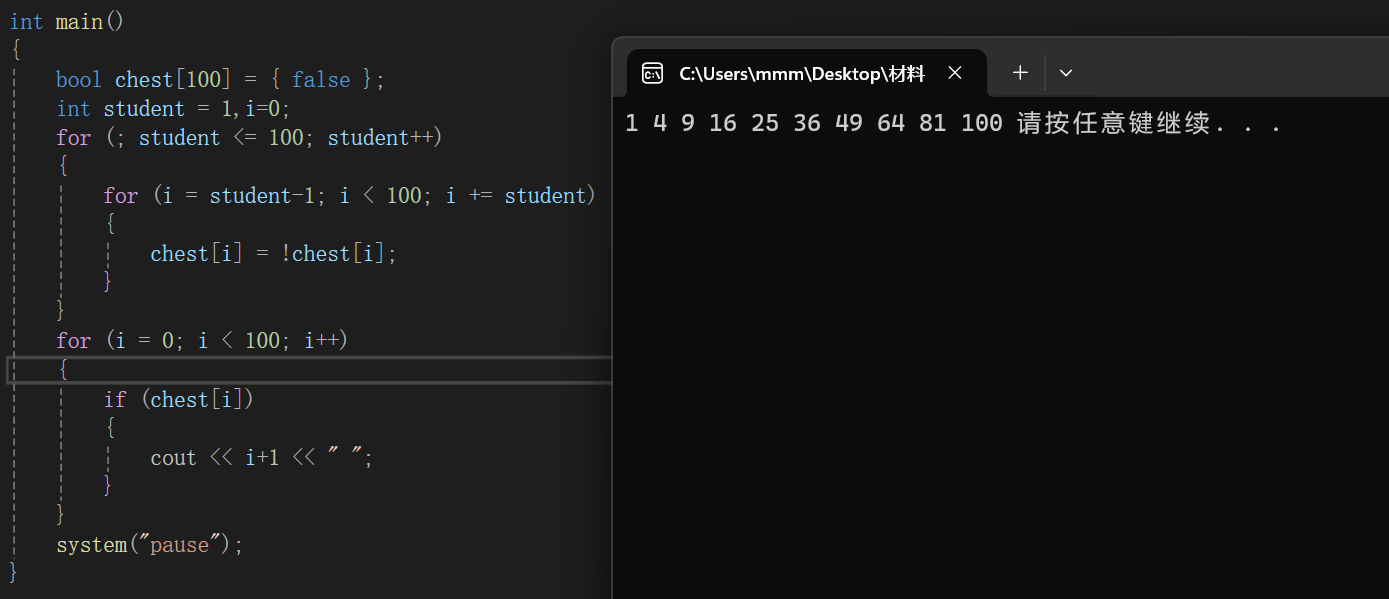 int main()
{
bool chest[100] = { false };
int student = 1,i=0;
for (; student <= 100; student++)
{
for (i = student-1; i < 100; i += student)
{
chest[i] = !chest[i];
}
}
for (i = 0; i < 100; i++)
{
if (chest[i])
{
cout << i+1 << " ";
}
}
system("pause");
}
C:\Users\mmm\Desktop\材料
1 4 9 16 25 36 49 64 81 100 请按任意键继续. . .